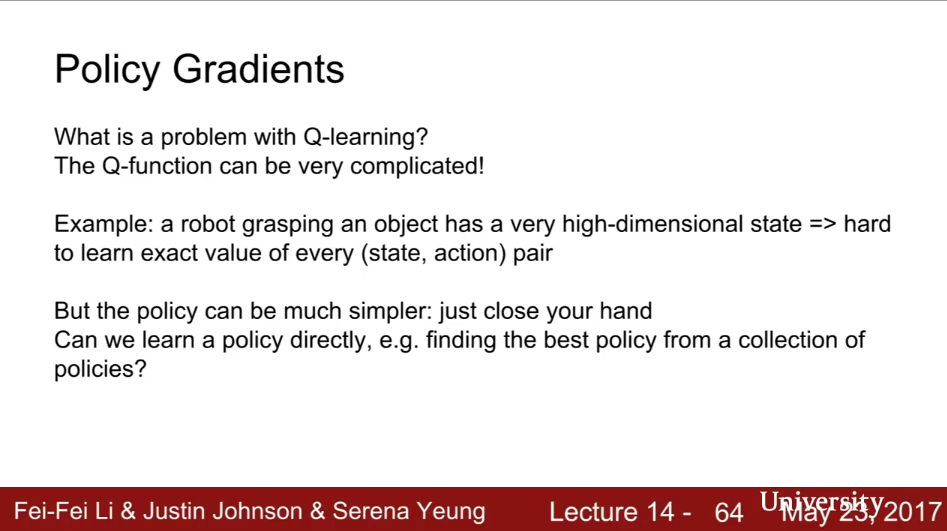 Policy Gradients
What is a problem with Q-learning?
The Q-function can be very complicated!
Example: a robot grasping an object has a very high-dimensional state => hard
to learn exact value of every (state, action) pair
But the policy can be much simpler: just close your hand
Can we learn a policy directly, e.g. finding the best policy from a collection of
policies?
Fei-Fei Li & Justin Johnson & Serena Yeung Lecture 14 - 64 May 23, 2017
University